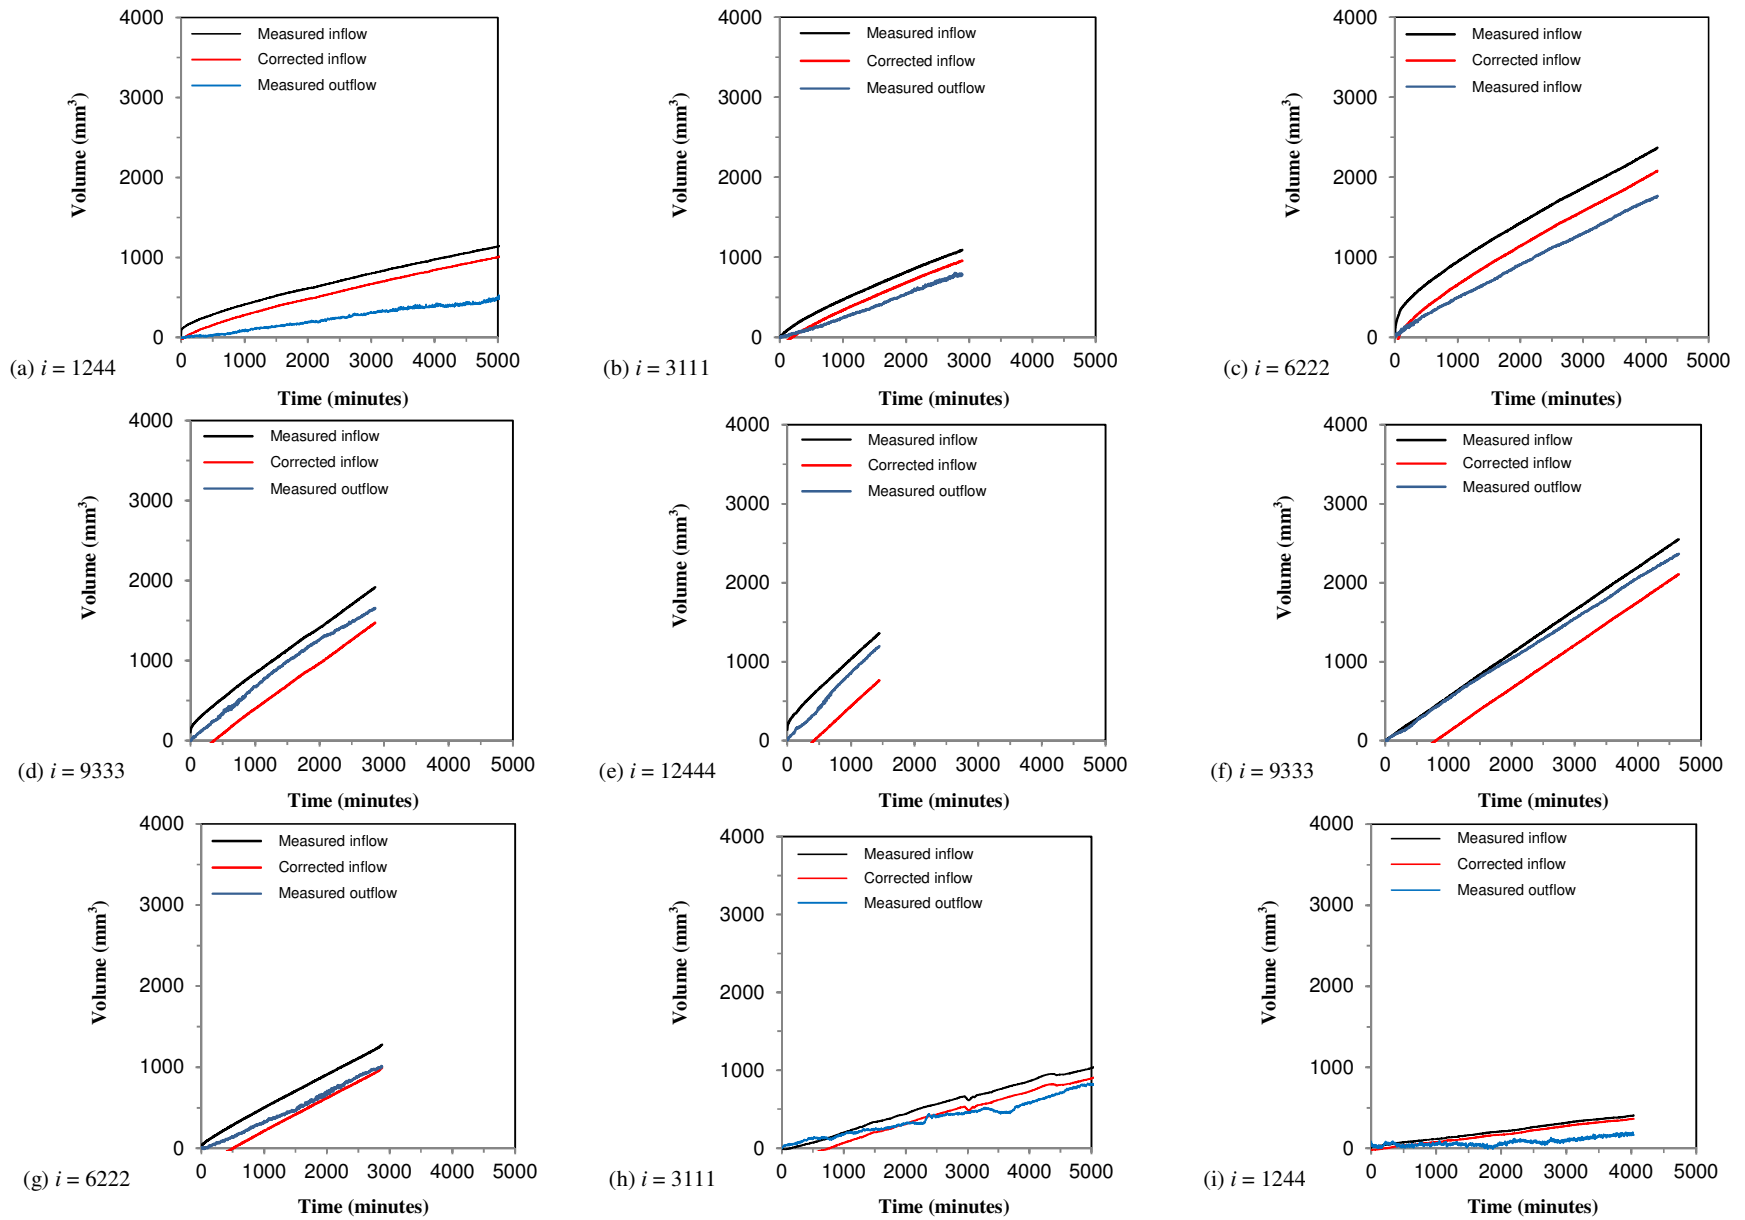 4000
3000
2000
1000
0
Volume (mm³)
Measured inflow
Corrected inflow
Measured outflow
0 1000 2000 3000 4000 5000
(a) i = 1244
Time (minutes)
4000
3000
2000
1000
0
Volume (mm³)
Measured inflow
Corrected inflow
Measured outflow
0 1000 2000 3000 4000 5000
(b) i = 3111
Time (minutes)
4000
3000
2000
1000
0
Volume (mm³)
Measured inflow
Corrected inflow
Measured inflow
0 1000 2000 3000 4000 5000
(c) i = 6222
Time (minutes)
4000
3000
2000
1000
0
Volume (mm³)
Measured inflow
Corrected inflow
Measured outflow
0 1000 2000 3000 4000 5000
(d) i = 9333
Time (minutes)
4000
3000
2000
1000
0
Volume (mm³)
Measured inflow
Corrected inflow
Measured outflow
0 1000 2000 3000 4000 5000
(e) i = 12444
Time (minutes)
4000
3000
2000
1000
0
Volume (mm³)
Measured inflow
Corrected inflow
Measured outflow
0 1000 2000 3000 4000 5000
(f) i = 9333
Time (minutes)
4000
3000
2000
1000
0
Volume (mm³)
Measured inflow
Corrected inflow
Measured outflow
0 1000 2000 3000 4000 5000
(g) i = 6222
Time (minutes)
4000
3000
2000
1000
0
Volume (mm³)
Measured inflow
Corrected inflow
Measured outflow
0 1000 2000 3000 4000 5000
(h) i = 3111
Time (minutes)
4000
3000
2000
1000
0
Volume (mm³)
Measured inflow
Corrected inflow
Measured outflow
0 1000 2000 3000 4000 5000
(i) i = 1244
Time (minutes)